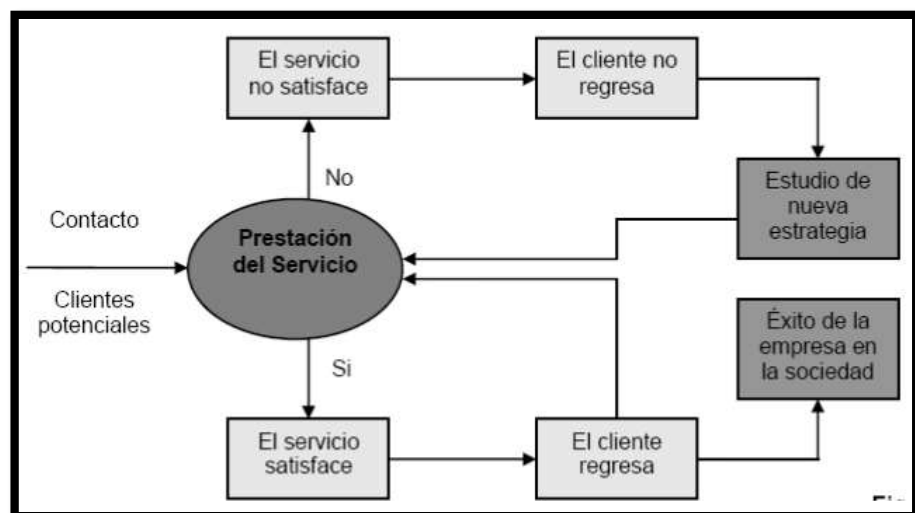 El servicio
no satisface
El cliente no
regresa
No
Estudio de
nueva
estrategia
Contacto
Prestación
del Servicio
Clientes
potenciales
Éxito de la
empresa en
la sociedad
Si
El servicio
satisface
El cliente
regresa